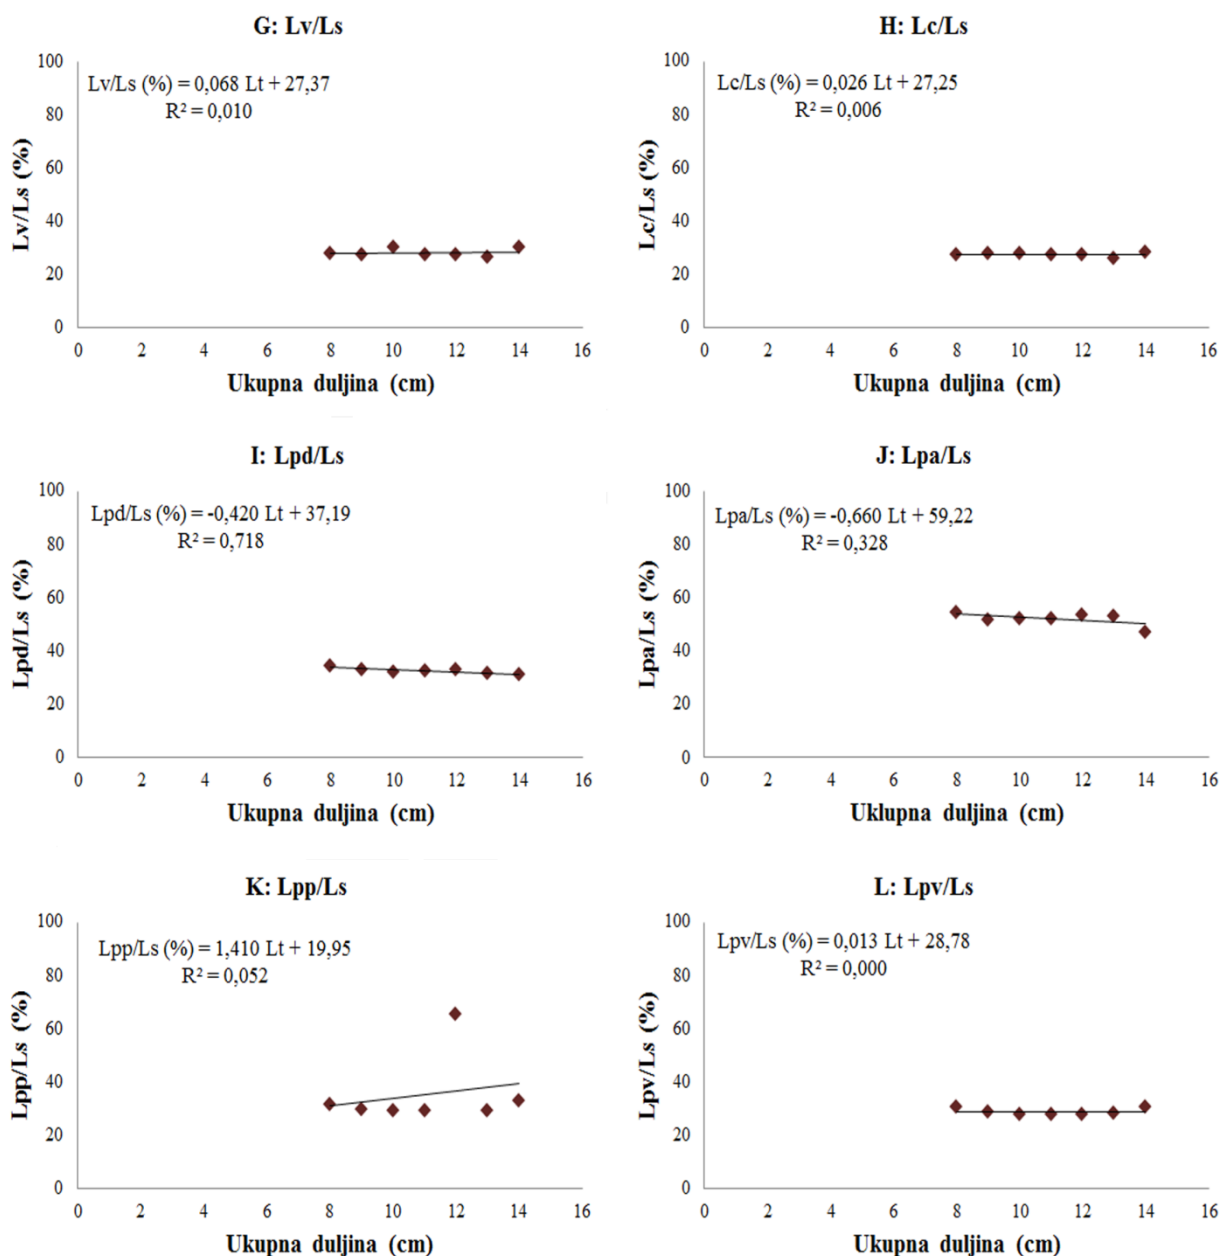 G: Lv/Ls
Lv/Ls (%) = 0,068 Lt + 27,37
R² = 0,010
Lv/Ls (%)
100
80
60
40
20
0
0 2 4 6 8 10 12 14 16
Ukupna duljina (cm)
H: Lc/Ls
Lc/Ls (%) = 0,026 Lt + 27,25
R² = 0,006
Lc/Ls (%)
100
80
60
40
20
0
0 2 4 6 8 10 12 14 16
Ukupna duljina (cm)
I: Lpd/Ls
Lpd/Ls (%) = -0,420 Lt + 37,19
R² = 0,718
Lpd/Ls (%)
100
80
60
40
20
0
0 2 4 6 8 10 12 14 16
Ukupna duljina (cm)
J: Lpa/Ls
Lpa/Ls (%) = -0,660 Lt + 59,22
R² = 0,328
Lpa/Ls (%)
100
80
60
40
20
0
0 2 4 6 8 10 12 14 16
Uklupna duljina (cm)
K: Lpp/Ls
Lpp/Ls (%) = 1,410 Lt + 19,95
R² = 0,052
Lpp/Ls (%)
100
80
60
40
20
0
0 2 4 6 8 10 12 14 16
Ukupna duljina (cm)
L: Lpv/Ls
Lpv/Ls (%) = 0,013 Lt + 28,78
R² = 0,000
Lpv/Ls (%)
100
80
60
40
20
0
0 2 4 6 8 10 12 14 16
Ukupna duljina (cm)